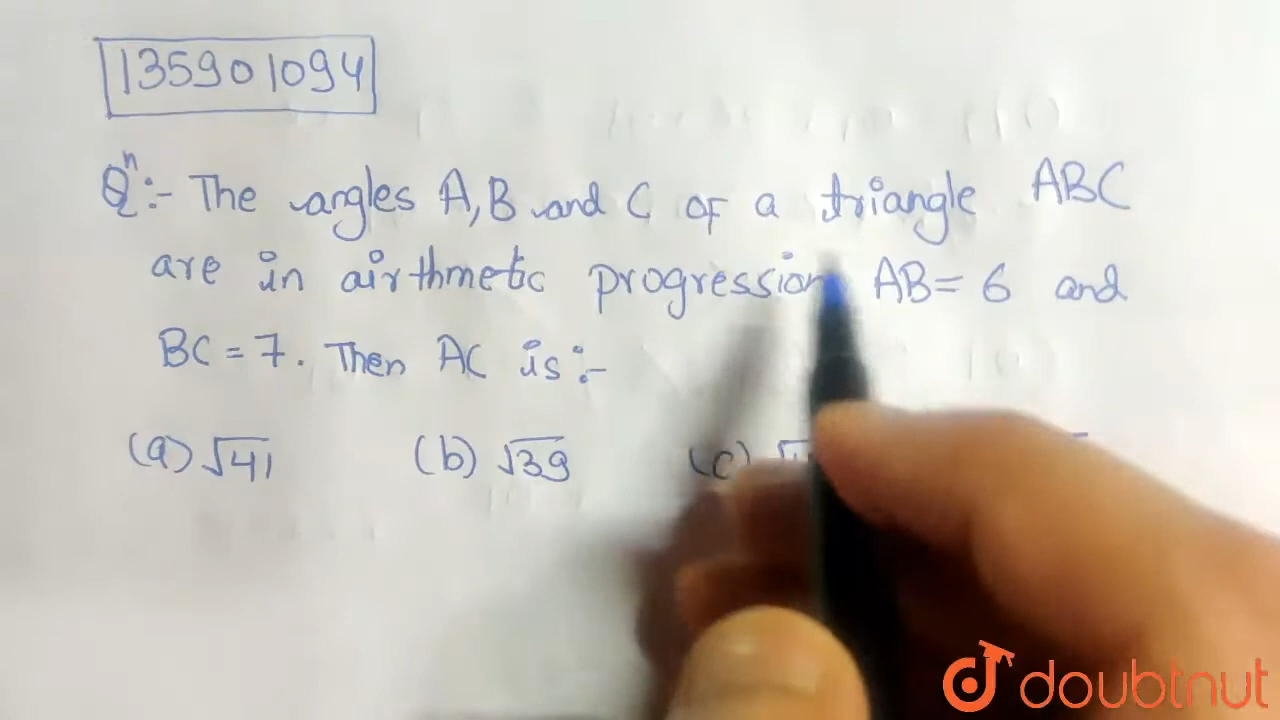 135901094
Qⁿ:- The angles A, B and C of a triangle ABC
are in airthmetic progression AB = 6 and
BC = 7. Then AC is :-
(a) √41 (b) √39 (c)
doubtnut